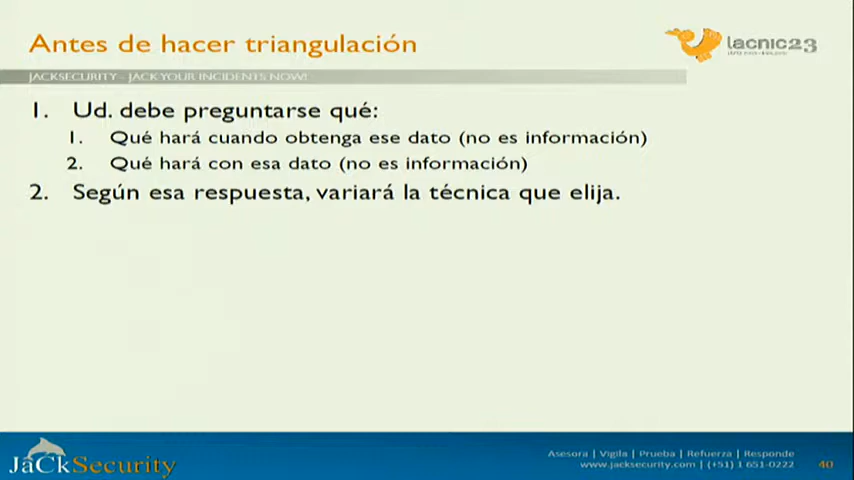 Antes de hacer triangulación
lacnic23
JACKSECURITY - JACK YOUR INCIDENTS NOW!
1. Ud. debe preguntarse qué:
1. Qué hará cuando obtenga ese dato (no es información)
2. Qué hará con esa dato (no es información)
2. Según esa respuesta, variará la técnica que elija.
JaCkSecurity
Asesora | Vigila | Prueba | Refuerza | Responde
www.jacksecurity.com | (+51) 1 651-0222
40